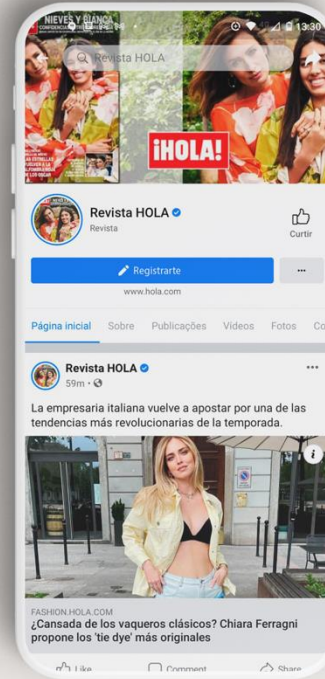 NIEVES Y BIANCA
13:30
Revista HOLA
¡HOLA!
Revista HOLA
Revista
Curtir
Registrarte
...
www.hola.com
Página inicial Sobre Publicações Vídeos Fotos Co
Revista HOLA
59m
...
La empresaria italiana vuelve a apostar por una de las
tendencias más revolucionarias de la temporada.
FASHION.HOLA.COM
¿Cansada de los vaqueros clásicos? Chiara Ferragni
propone los 'tie dye' más originales
Like Comment Share